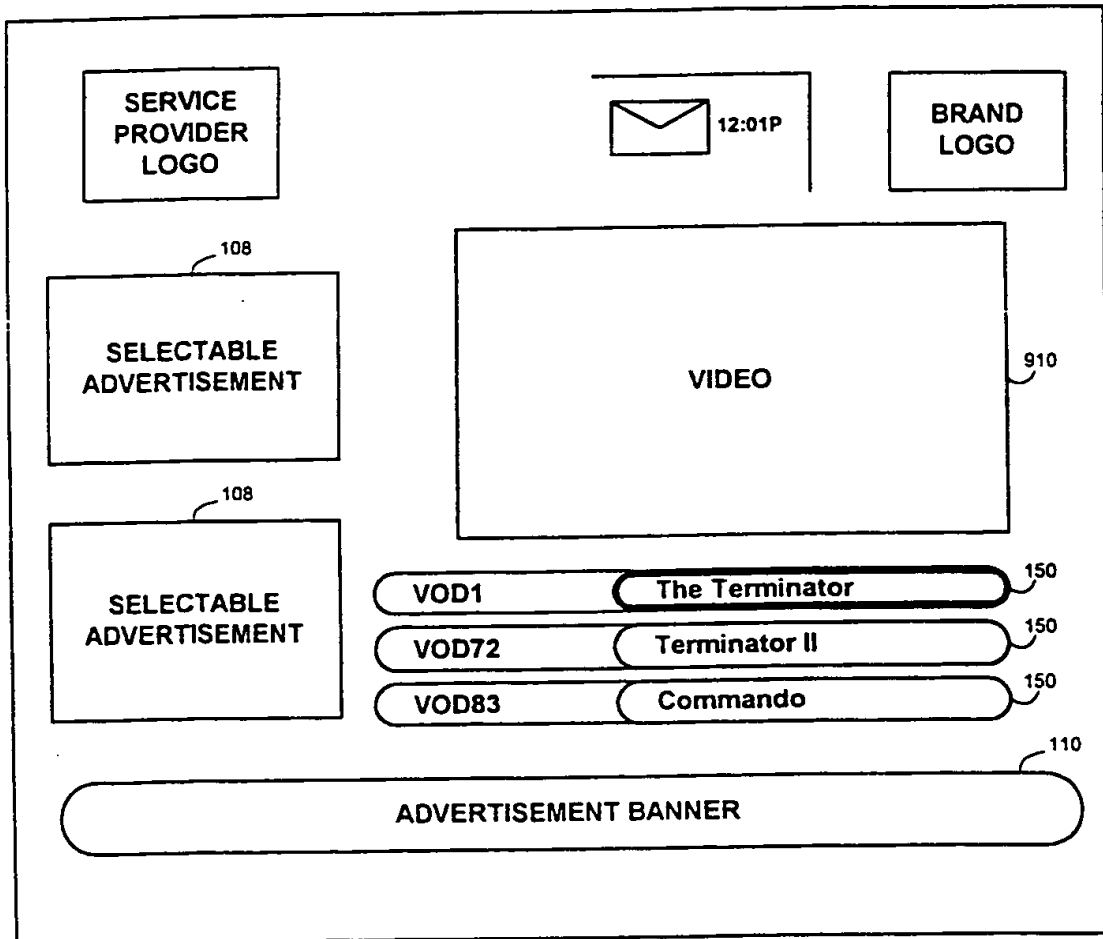 SERVICE
PROVIDER
LOGO
12:01P
BRAND
LOGO
108
SELECTABLE
ADVERTISEMENT
VIDEO
910
108
SELECTABLE
ADVERTISEMENT
VOD1 The Terminator 150
VOD72 Terminator II 150
VOD83 Commando 150
110
ADVERTISEMENT BANNER